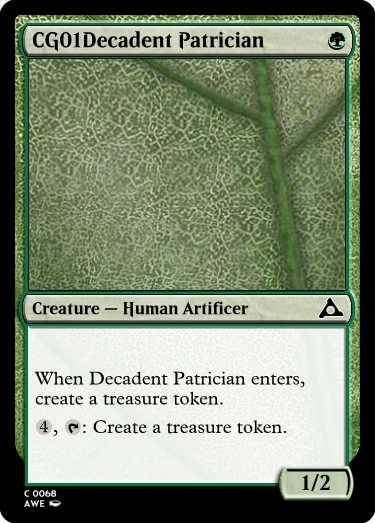 CG01Decadent Patrician
Creature — Human Artificer
When Decadent Patrician enters,
create a treasure token.
4, : Create a treasure token.
1/2
C 0068
AWE